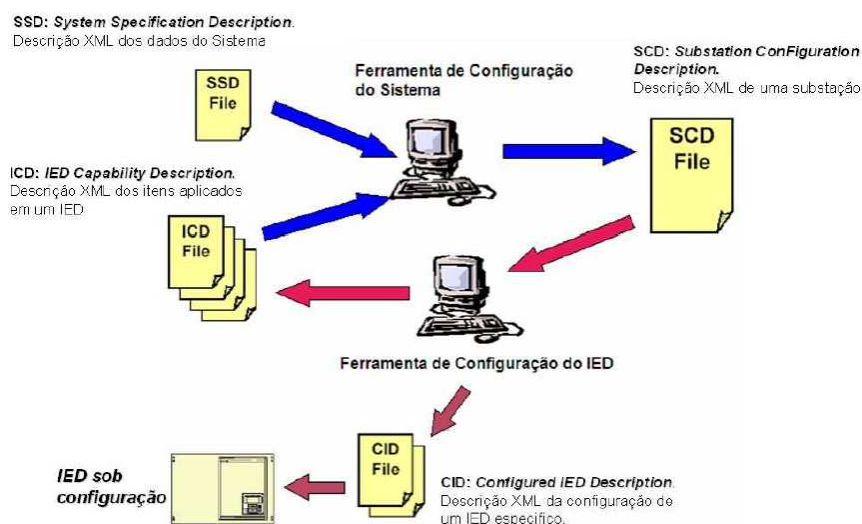 SSD: System Specification Description.
Descrição XML dos dados do Sistema
SSD
File
Ferramenta de Configuração
do Sistema
SCD: Substation ConFiguration
Description.
Descrição XML de uma substação
SCD
File
ICD: IED Capability Description.
Descrição XML dos itens aplicados
em um IED
ICD
File
Ferramenta de Configuração do IED
CID
File
IED sob
configuração
CID: Configured IED Description.
Descrição XML da configuração de
um IED especifico.